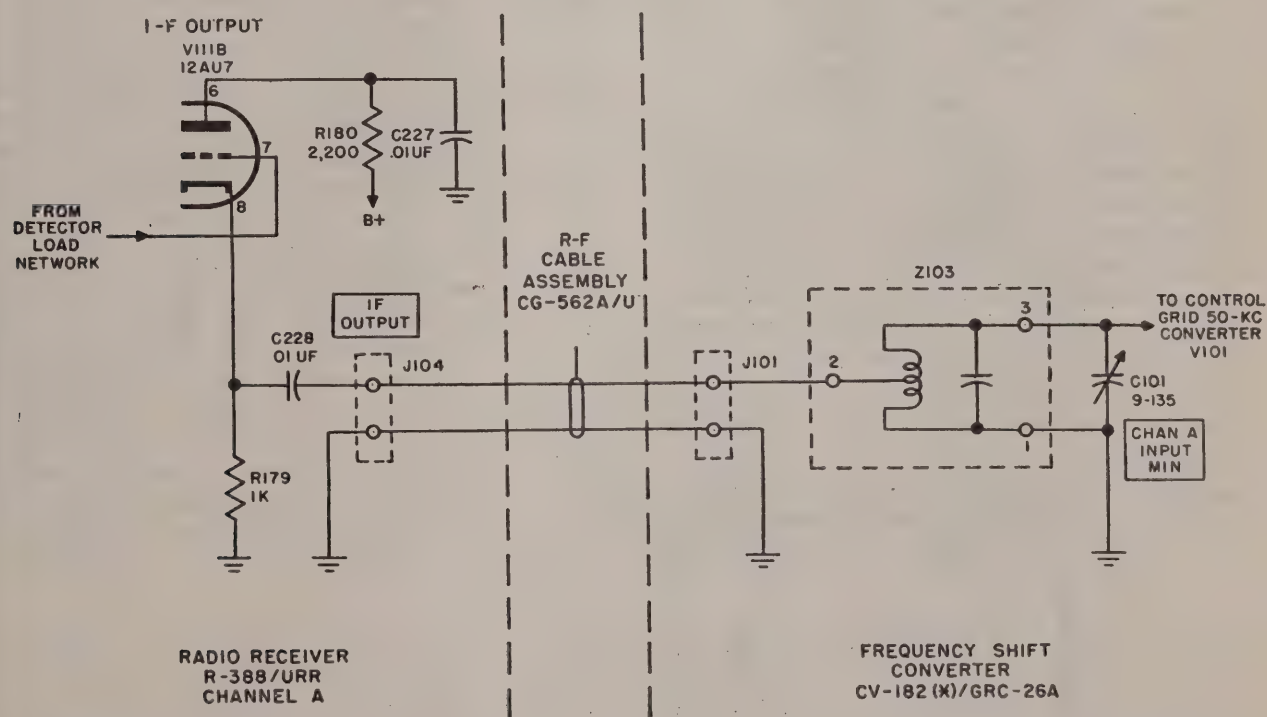 I-F OUTPUT
V111B
12AU7
6
7
8
R180
2,200
C227
.01UF
B+
FROM
DETECTOR
LOAD
NETWORK
R-F
CABLE
ASSEMBLY
CG-562A/U
IF
OUTPUT
C228
.01UF
J104
R179
1K
J101
Z103
2
3
1
TO CONTROL
GRID 50-KC
CONVERTER
V101
C101
9-135
CHAN A
INPUT
MIN
RADIO RECEIVER
R-388/URR
CHANNEL A
FREQUENCY SHIFT
CONVERTER
CV-182(X)/GRC-26A